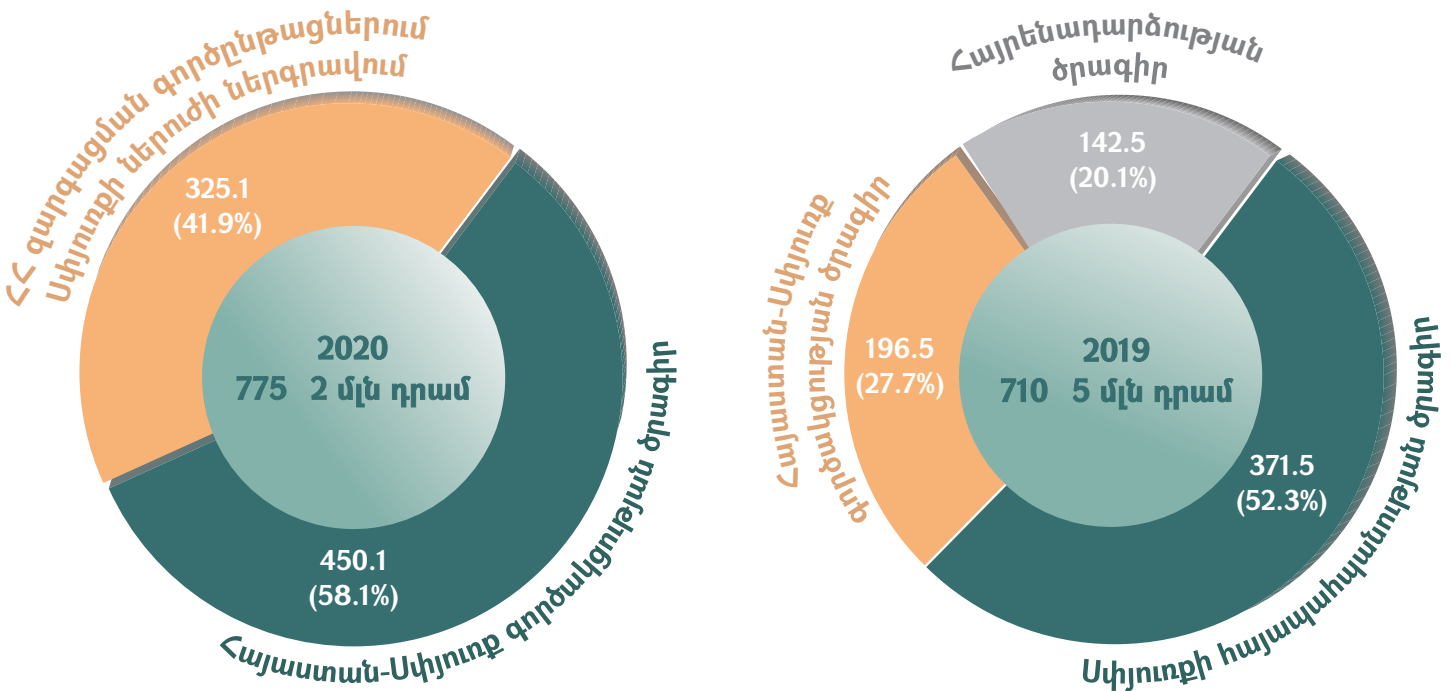 ՀՀ զարգացման գործընթացներում
Սփյուռքի ներուժի ներգրավում
325.1
(41.9%)
2020
775 2 մլն դրամ
450.1
(58.1%)
Հայաստան-Սփյուռք գործակցության ծրագիր
Հայրենադարձության
ծրագիր
142.5
(20.1%)
Հայաստան-Սփյուռք
գործակցության ծրագիր
196.5
(27.7%)
2019
710 5 մլն դրամ
371.5
(52.3%)
Սփյուռքի հայապահպանության ծրագիր